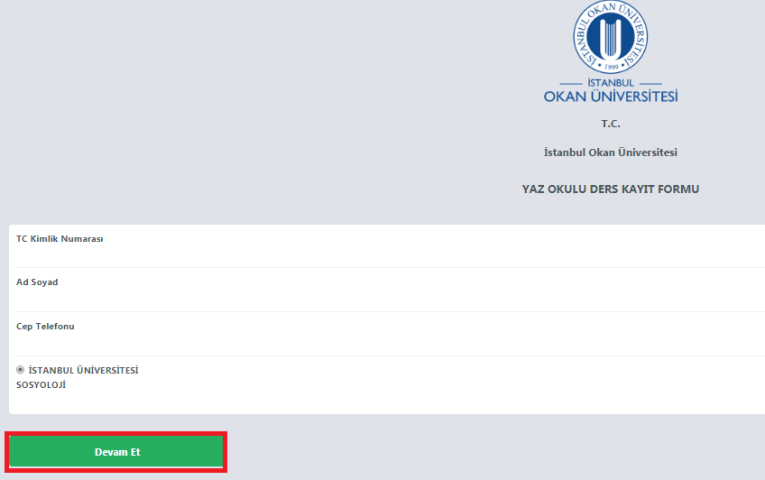 İSTANBUL OKAN ÜNİVERSİTESİ
• 1999 •
İSTANBUL
OKAN ÜNİVERSİTESİ
T.C.
İstanbul Okan Üniversitesi
YAZ OKULU DERS KAYIT FORMU
TC Kimlik Numarası
Ad Soyad
Cep Telefonu
İSTANBUL ÜNİVERSİTESİ
SOSYOLOJİ
Devam Et